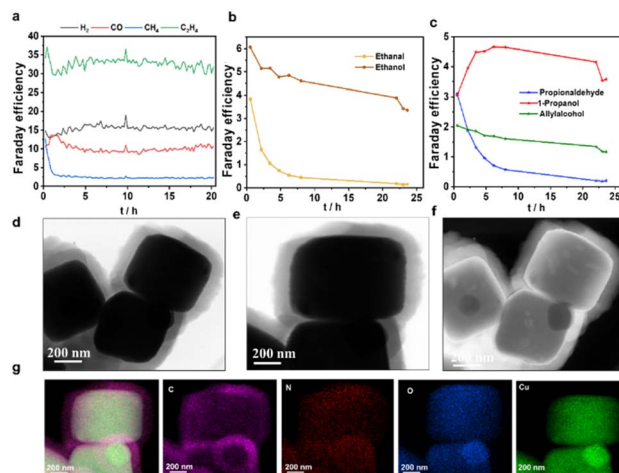 a
H₂ CO CH₄ C₂H₄
Faraday efficiency
40
35
30
25
20
15
10
5
0
0 5 10 15 20
t / h
b
Ethanal
Ethanol
Faraday efficiency
6
5
4
3
2
1
0
0 5 10 15 20 25
t / h
c
Propionaldehyde
1-Propanol
Allylalcohol
Faraday efficiency
5
4
3
2
1
0
0 5 10 15 20 25
t / h
d
200 nm
e
200 nm
f
200 nm
g
200 nm
C
200 nm
N
200 nm
O
200 nm
Cu
200 nm